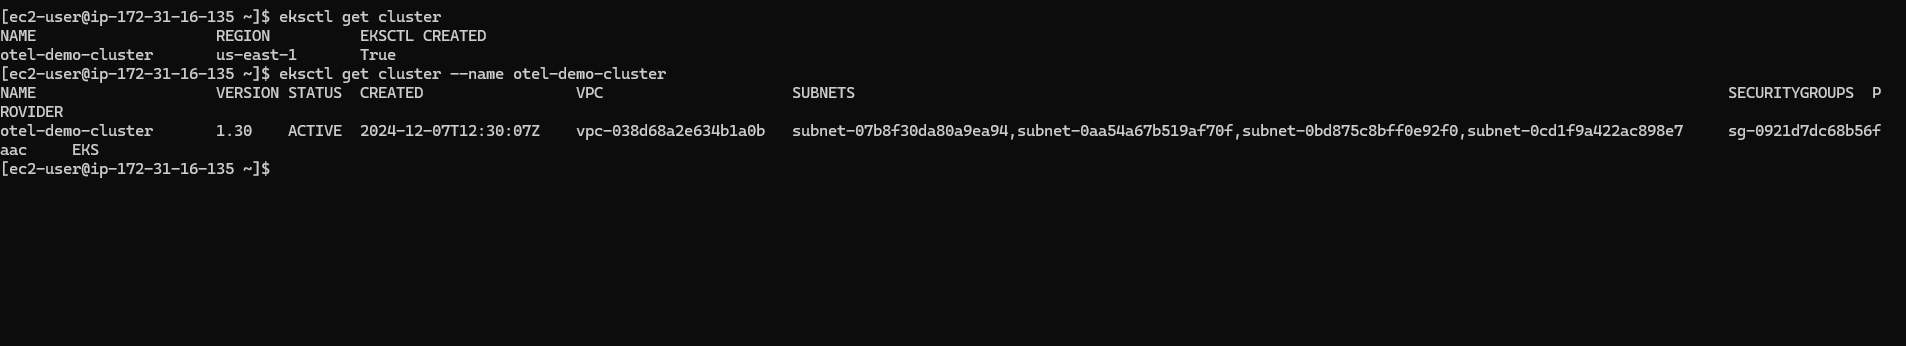 [ec2-user@ip-172-31-16-135 ~]$ eksctl get cluster
NAME                    REGION          EKSCTL CREATED
otel-demo-cluster       us-east-1       True
[ec2-user@ip-172-31-16-135 ~]$ eksctl get cluster --name otel-demo-cluster
NAME                    VERSION STATUS  CREATED                 VPC                     SUBNETS                                                                                                 SECURITYGROUPS  P
ROVIDER
otel-demo-cluster       1.30    ACTIVE  2024-12-07T12:30:07Z    vpc-038d68a2e634b1a0b   subnet-07b8f30da80a9ea94,subnet-0aa54a67b519af70f,subnet-0bd875c8bff0e92f0,subnet-0cd1f9a422ac898e7     sg-0921d7dc68b56f
aac     EKS
[ec2-user@ip-172-31-16-135 ~]$